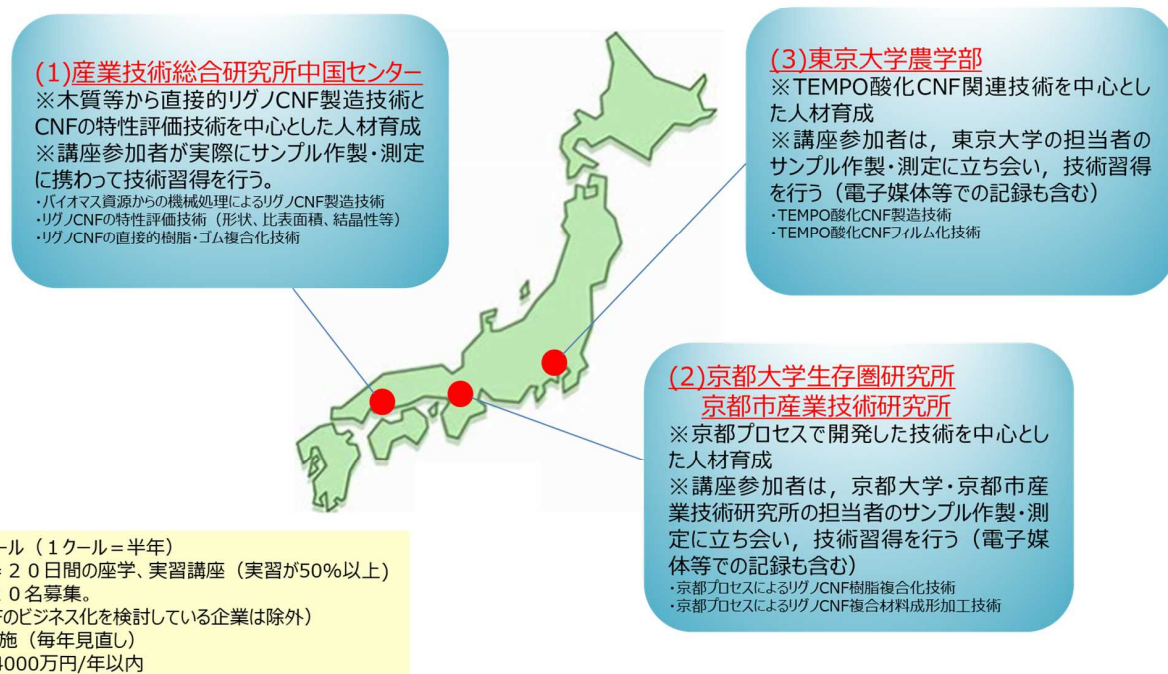 (1)産業技術総合研究所中国センター
※木質等から直接的リグノCNF製造技術と
CNFの特性評価技術を中心とした人材育成
※講座参加者が実際にサンプル作製・測定
に携わって技術習得を行う。
・バイオマス資源からの機械処理によるリグノCNF製造技術
・リグノCNFの特性評価技術（形状、比表面積、結晶性等）
・リグノCNFの直接的樹脂・ゴム複合化技術
(3)東京大学農学部
※TEMPO酸化CNF関連技術を中心とし
た人材育成
※講座参加者は，東京大学の担当者の
サンプル作製・測定に立ち会い，技術習得
を行う（電子媒体等での記録も含む）
・TEMPO酸化CNF製造技術
・TEMPO酸化CNFフィルム化技術
(2)京都大学生存圏研究所
京都市産業技術研究所
※京都プロセスで開発した技術を中心とし
た人材育成
※講座参加者は，京都大学・京都市産
業技術研究所の担当者のサンプル作製・測
定に立ち会い，技術習得を行う（電子媒
体等での記録も含む）
・京都プロセスによるリグノCNF樹脂複合化技術
・京都プロセスによるリグノCNF複合材料成形加工技術
ール（１クール＝半年）
２０日間の座学、実習講座（実習が50％以上）
０名募集。
のビジネス化を検討している企業は除外）
施（毎年見直し）
4000万円/年以内